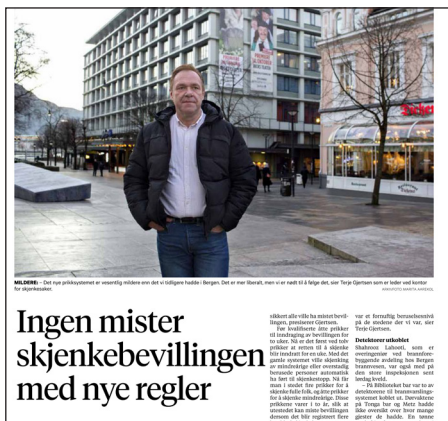 MILDERE: – Det nye prikksystemet er vesentlig mildere enn det vi tidligere hadde i Bergen. Det er mer liberalt, men vi er nødt til å følge det, sier Terje Gjertsen som er leder ved kontor
for skjenkesaker.
Ingen mister
skjenkebevillingen
med nye regler
sikkert alle ville ha mistet bevil-
lingen, presiserer Gjertsen.
Før kvalifiserte åtte prikker
til inndraging av bevillingen for
to uker. Nå er det først ved tolv
prikker at retten til å skjenke
blir inndratt for en uke. Med det
gamle systemet ville skjenking
av mindreårige eller overstadig
berusede personer automatisk
ha ført til skjenkestopp. Nå får
man i stedet fire prikker for å
skjenke fulle folk, og åtte prikker
for å skjenke mindreårige. Disse
prikkene varer i to år, slik at
utestedet kan miste bevillingen
dersom det blir registrert flere
var et fornuftig beruselsesnivå
på de stedene der vi var, sier
Terje Gjertsen.
Detektorer utkoblet
Shahrooz Lahooti, som er
overingeniør ved brannfore-
byggende avdeling hos Bergen
brannvesen, var også med på
den store inspeksjonen sent
lørdag kveld.
– På Biblioteket bar var to av
detektorene til brannvarslings-
systemet koblet ut. Dørvaktene
på Tonga bar og Metz hadde
ikke oversikt over hvor mange
gjester de hadde. En tønne